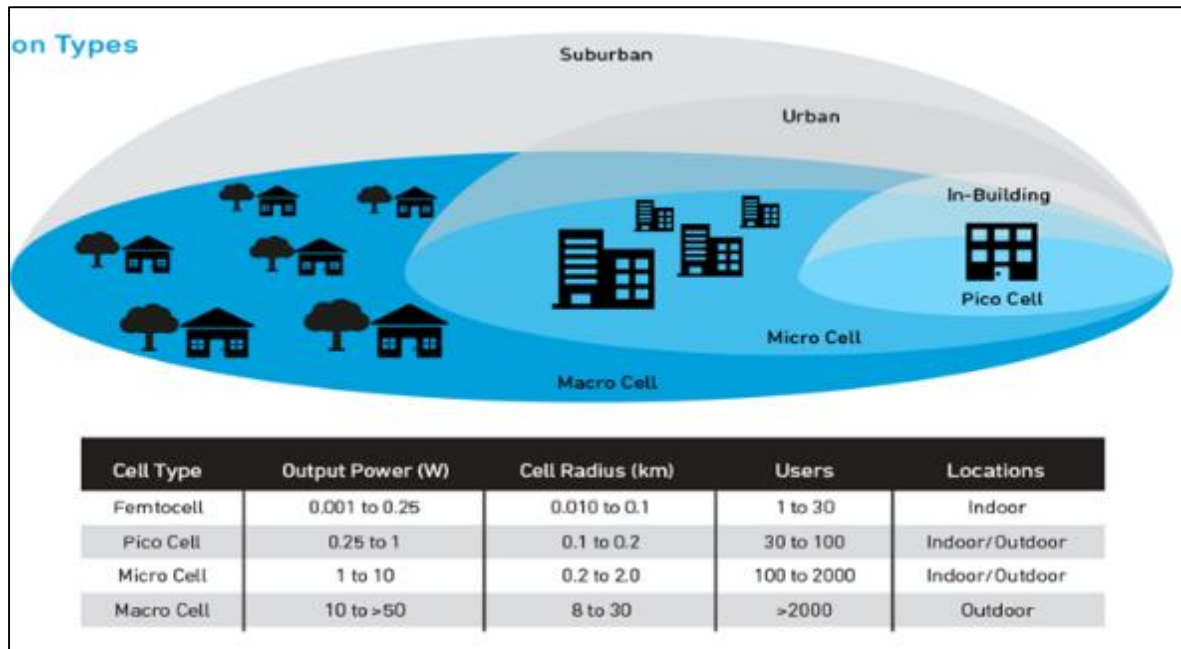 on Types
Suburban
Urban
In-Building
Pico Cell
Micro Cell
Macro Cell
Cell Type Output Power (W) Cell Radius (km) Users Locations
Femtocell 0.001 to 0.25 0.010 to 0.1 1 to 30 Indoor
Pico Cell 0.25 to 1 0.1 to 0.2 30 to 100 Indoor/Outdoor
Micro Cell 1 to 10 0.2 to 2.0 100 to 2000 Indoor/Outdoor
Macro Cell 10 to >50 8 to 30 >2000 Outdoor